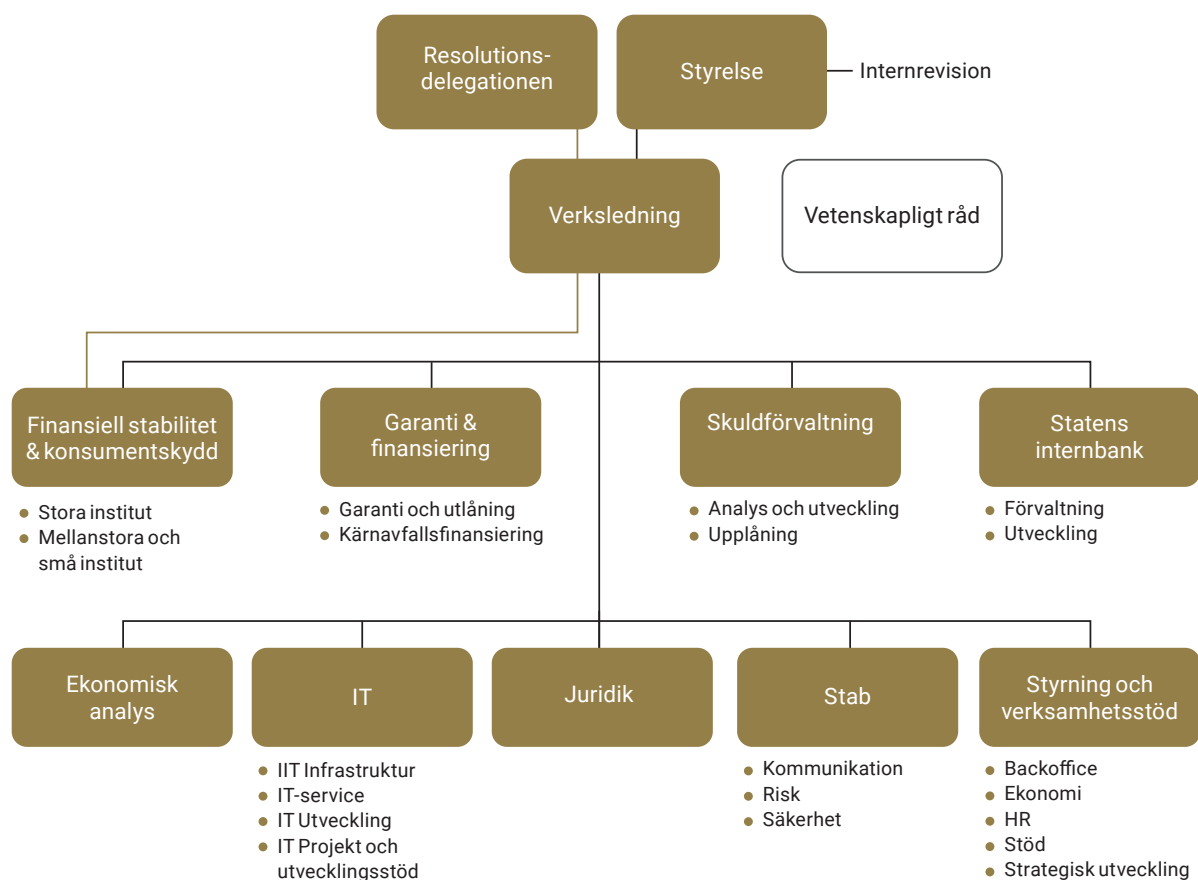 Resolutions-
delegationen
Styrelse
Internrevision
Verksledning
Vetenskapligt råd
Finansiell stabilitet
& konsumentskydd
Garanti &
finansiering
Skuldförvaltning
Statens
internbank
Stora institut
Mellanstora och
små institut
Garanti och utlåning
Kärnavfallsfinansiering
Analys och utveckling
Upplåning
Förvaltning
Utveckling
Ekonomisk
analys
IT
Juridik
Stab
Styrning och
verksamhetsstöd
IIT Infrastruktur
IT-service
IT Utveckling
IT Projekt och
utvecklingsstöd
Kommunikation
Risk
Säkerhet
Backoffice
Ekonomi
HR
Stöd
Strategisk utveckling